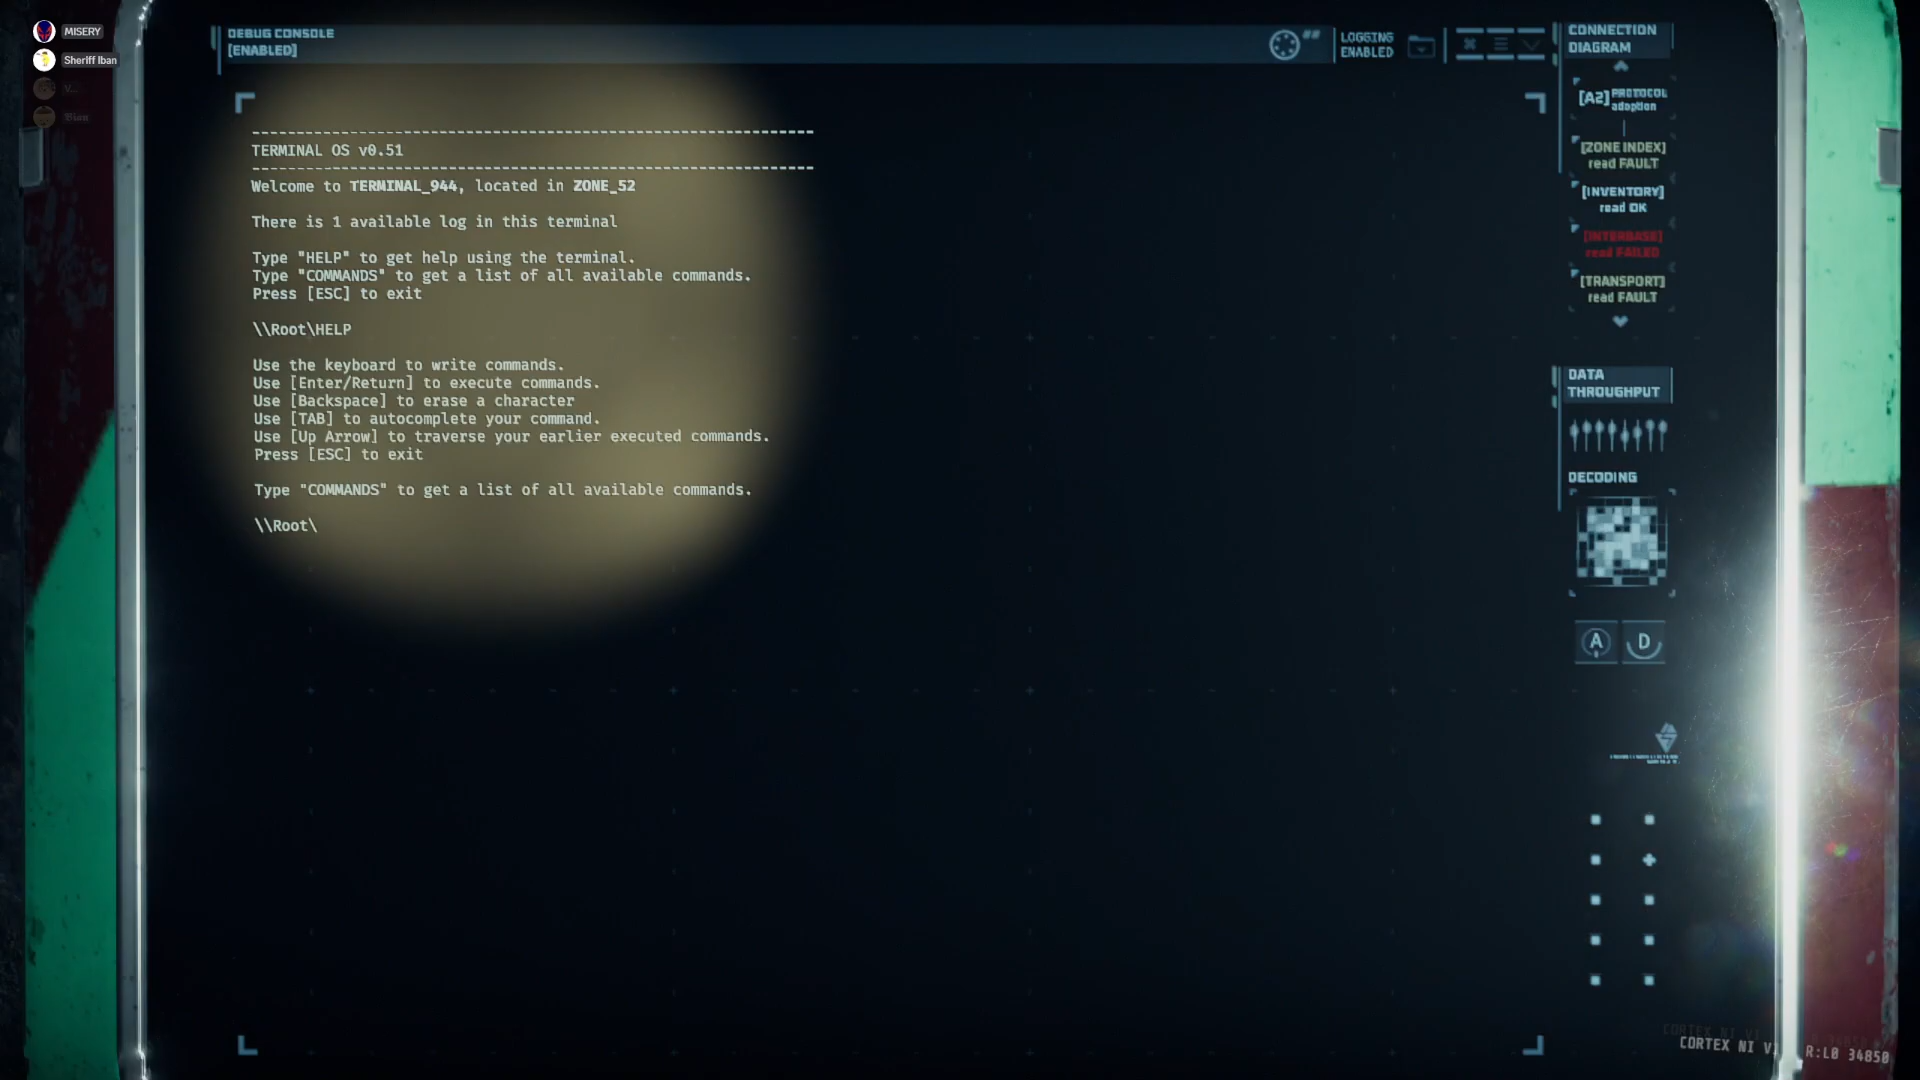 MISERY
Sheriff Iban
V...
DEBUG CONSOLE
[ENABLED]
LOGGING
ENABLED
------------------------------------------------------------------
TERMINAL OS v0.51
------------------------------------------------------------------
Welcome to TERMINAL_944, located in ZONE_52
There is 1 available log in this terminal
Type "HELP" to get help using the terminal.
Type "COMMANDS" to get a list of all available commands.
Press [ESC] to exit
\\Root\HELP
Use the keyboard to write commands.
Use [Enter/Return] to execute commands.
Use [Backspace] to erase a character
Use [TAB] to autocomplete your command.
Use [Up Arrow] to traverse your earlier executed commands.
Press [ESC] to exit
Type "COMMANDS" to get a list of all available commands.
\\Root\
CONNECTION
DIAGRAM
[A2] PROTOCOL
adoption
[ZONE INDEX]
read FAULT
[INVENTORY]
read OK
[INTERBASE]
read FAILED
[TRANSPORT]
read FAULT
DATA
THROUGHPUT
DECODING
A D
CORTEX NI V
R:L0 34850